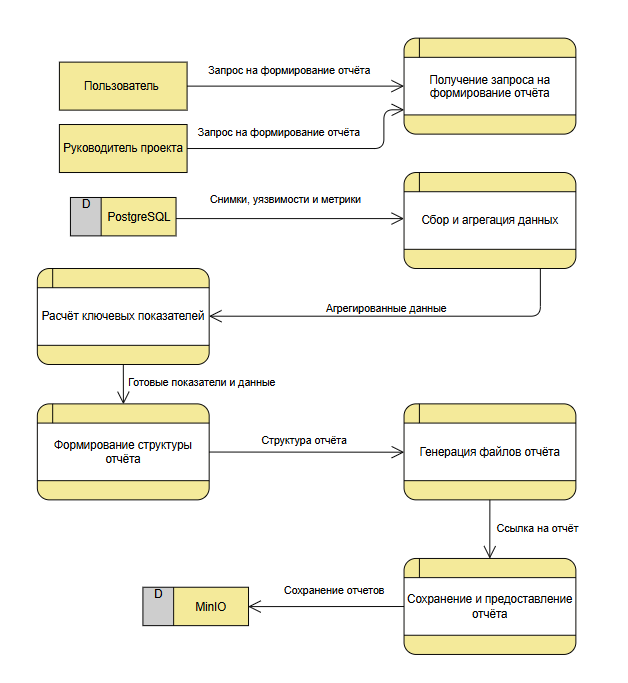 Пользователь
Запрос на формирование отчёта
Получение запроса на
формирование отчёта
Руководитель проекта
Запрос на формирование отчёта
D
PostgreSQL
Снимки, уязвимости и метрики
Сбор и агрегация данных
Агрегированные данные
Расчёт ключевых показателей
Готовые показатели и данные
Формирование структуры
отчёта
Структура отчёта
Генерация файлов отчёта
Ссылка на отчёт
Сохранение и предоставление
отчёта
Сохранение отчетов
D
MinIO